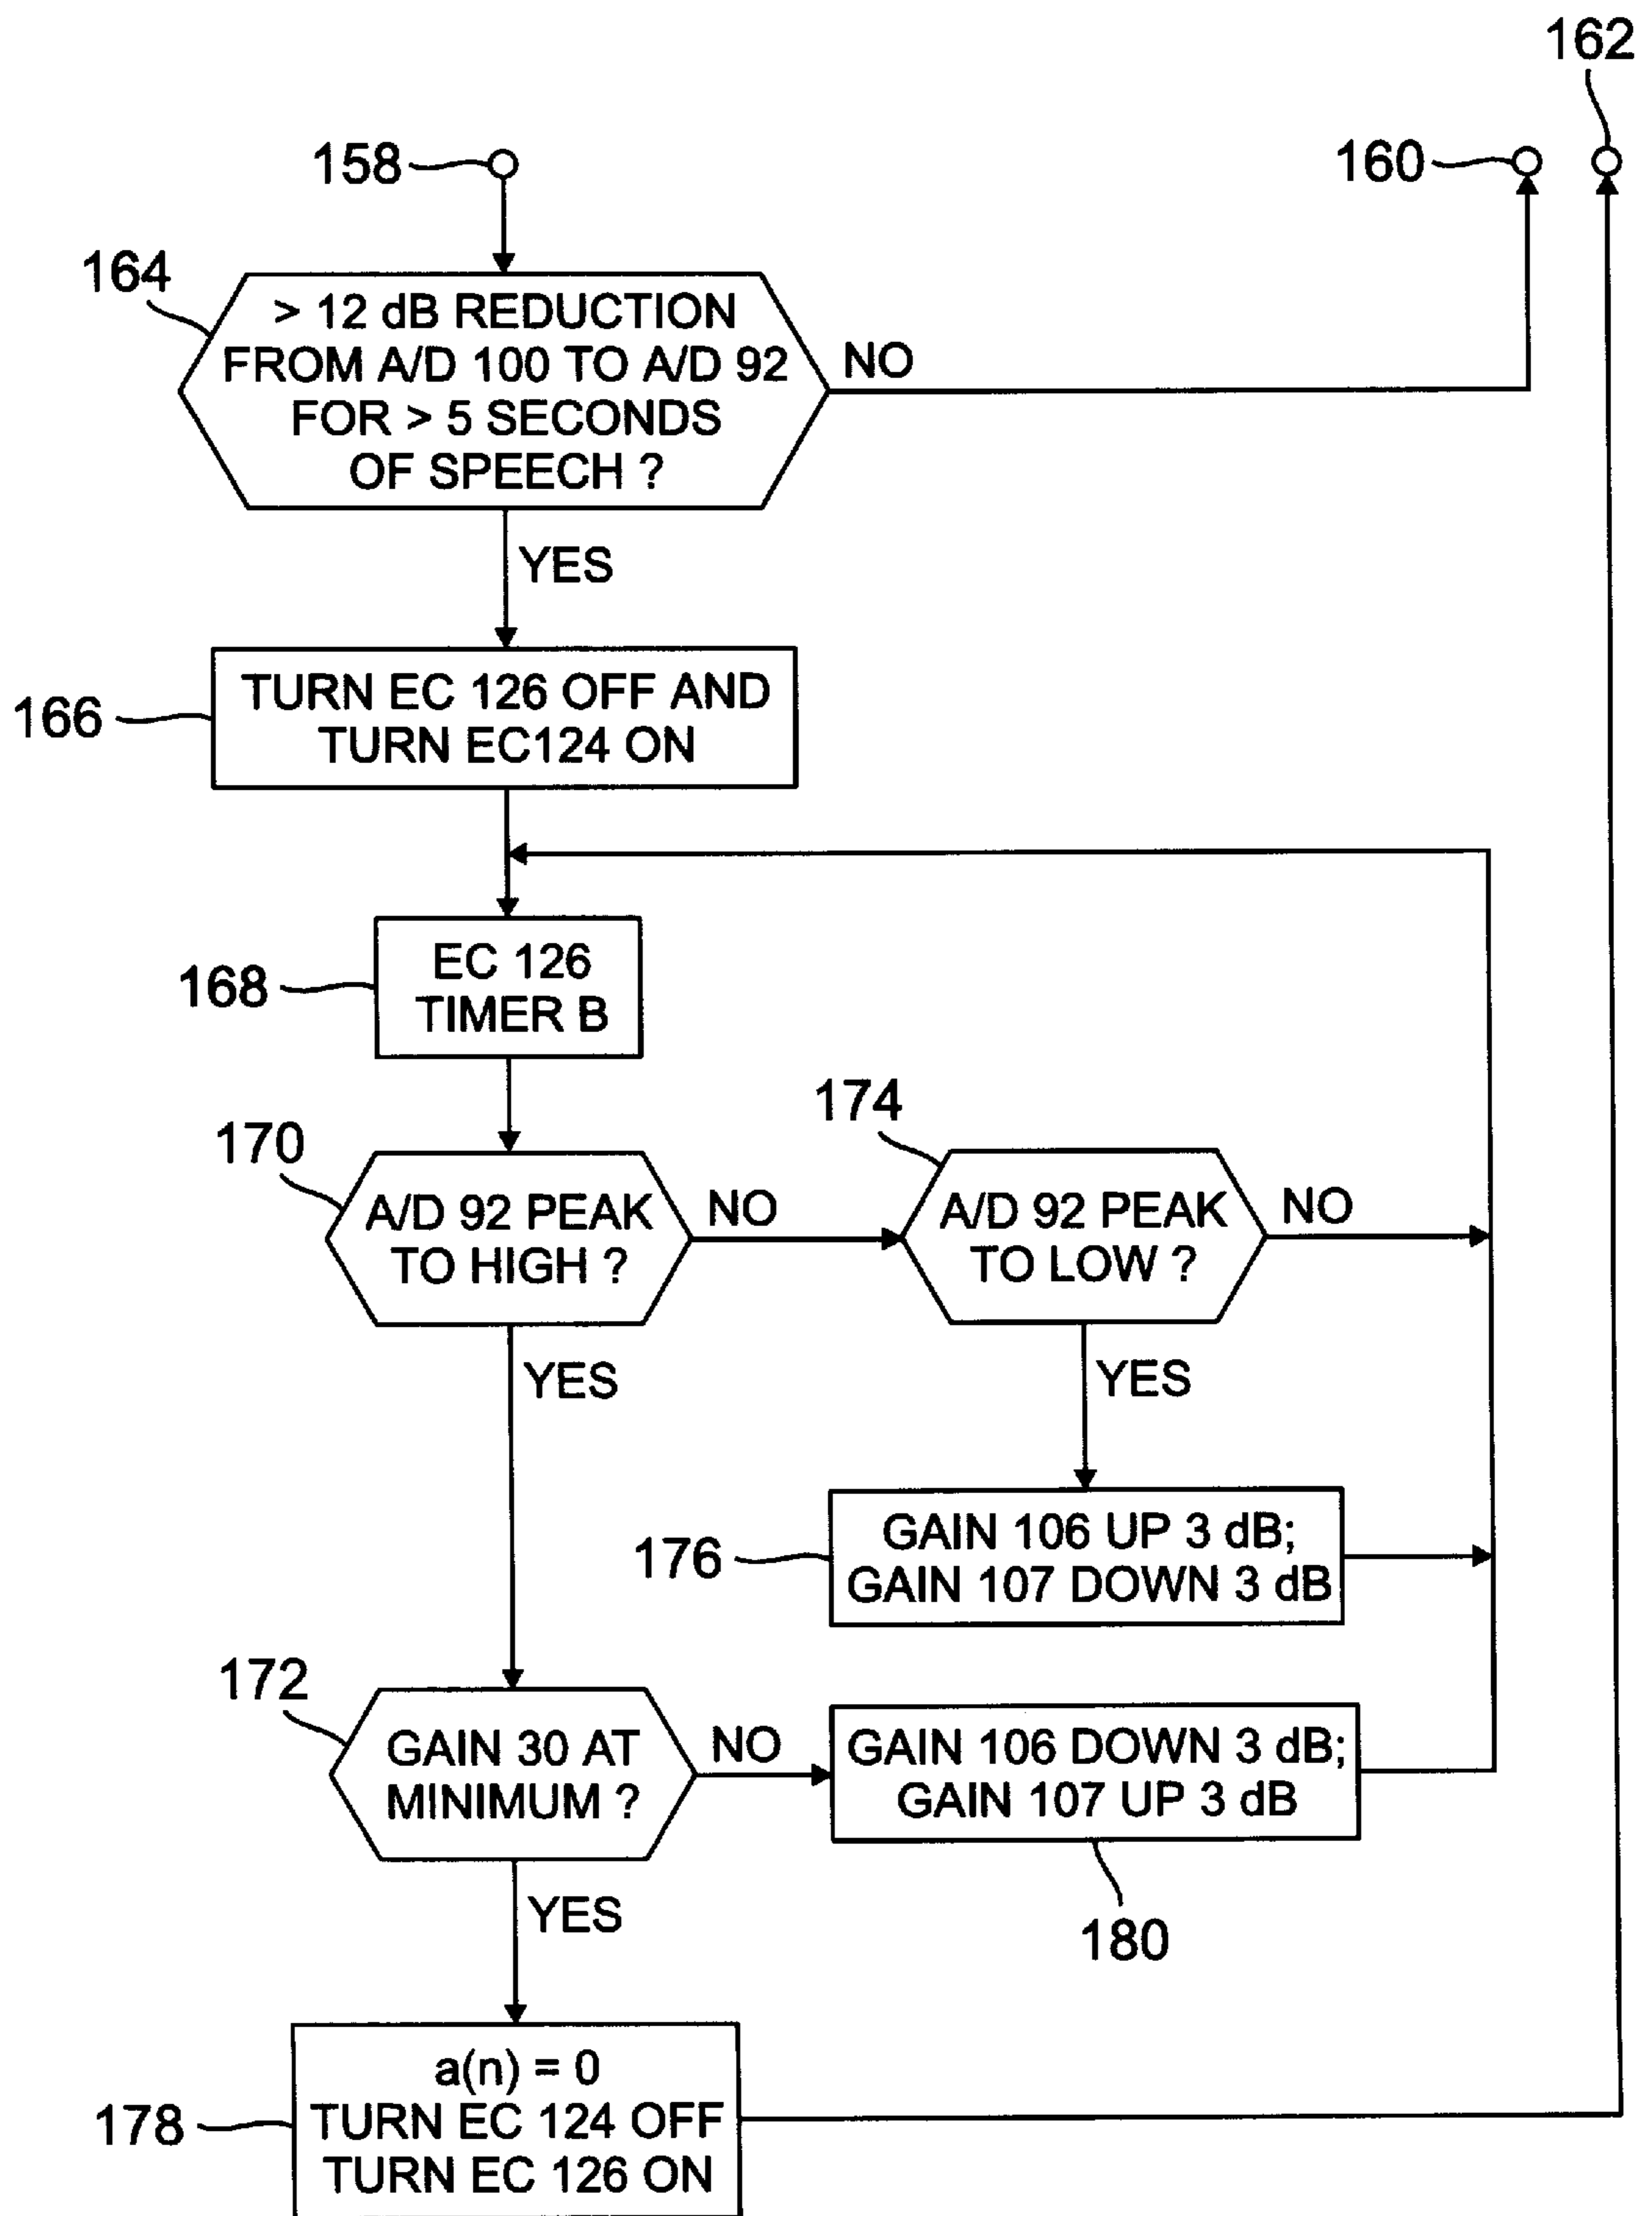 162
158
160
164
> 12 dB REDUCTION
FROM A/D 100 TO A/D 92
FOR > 5 SECONDS
OF SPEECH ?
NO
YES
166
TURN EC 126 OFF AND
TURN EC124 ON
168
EC 126
TIMER B
170
A/D 92 PEAK
TO HIGH ?
NO
174
A/D 92 PEAK
TO LOW ?
NO
YES
YES
176
GAIN 106 UP 3 dB;
GAIN 107 DOWN 3 dB
172
GAIN 30 AT
MINIMUM ?
NO
GAIN 106 DOWN 3 dB;
GAIN 107 UP 3 dB
180
YES
178
a(n) = 0
TURN EC 124 OFF
TURN EC 126 ON